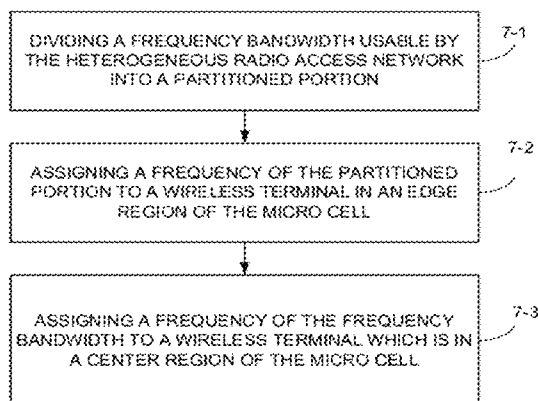 DIVIDING A FREQUENCY BANDWIDTH USABLE BY
THE HETEROGENEOUS RADIO ACCESS NETWORK
INTO A PARTITIONED PORTION
7-1
ASSIGNING A FREQUENCY OF THE PARTITIONED
PORTION TO A WIRELESS TERMINAL IN AN EDGE
REGION OF THE MICRO CELL
7-2
ASSIGNING A FREQUENCY OF THE FREQUENCY
BANDWIDTH TO A WIRELESS TERMINAL WHICH IS IN
A CENTER REGION OF THE MICRO CELL
7-3